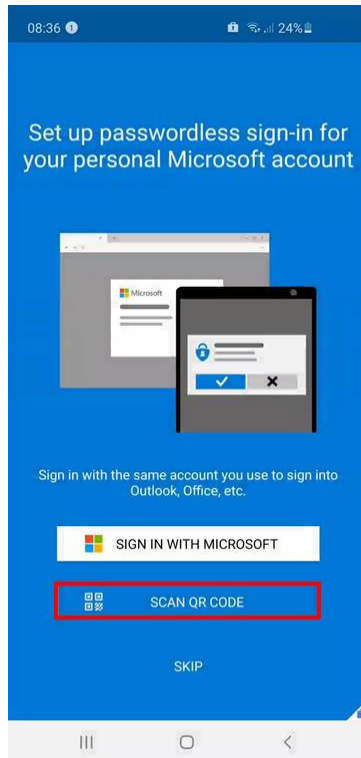 08:36 1 24%
Set up passwordless sign-in for
your personal Microsoft account
Microsoft
Sign in with the same account you use to sign into
Outlook, Office, etc.
SIGN IN WITH MICROSOFT
SCAN QR CODE
SKIP